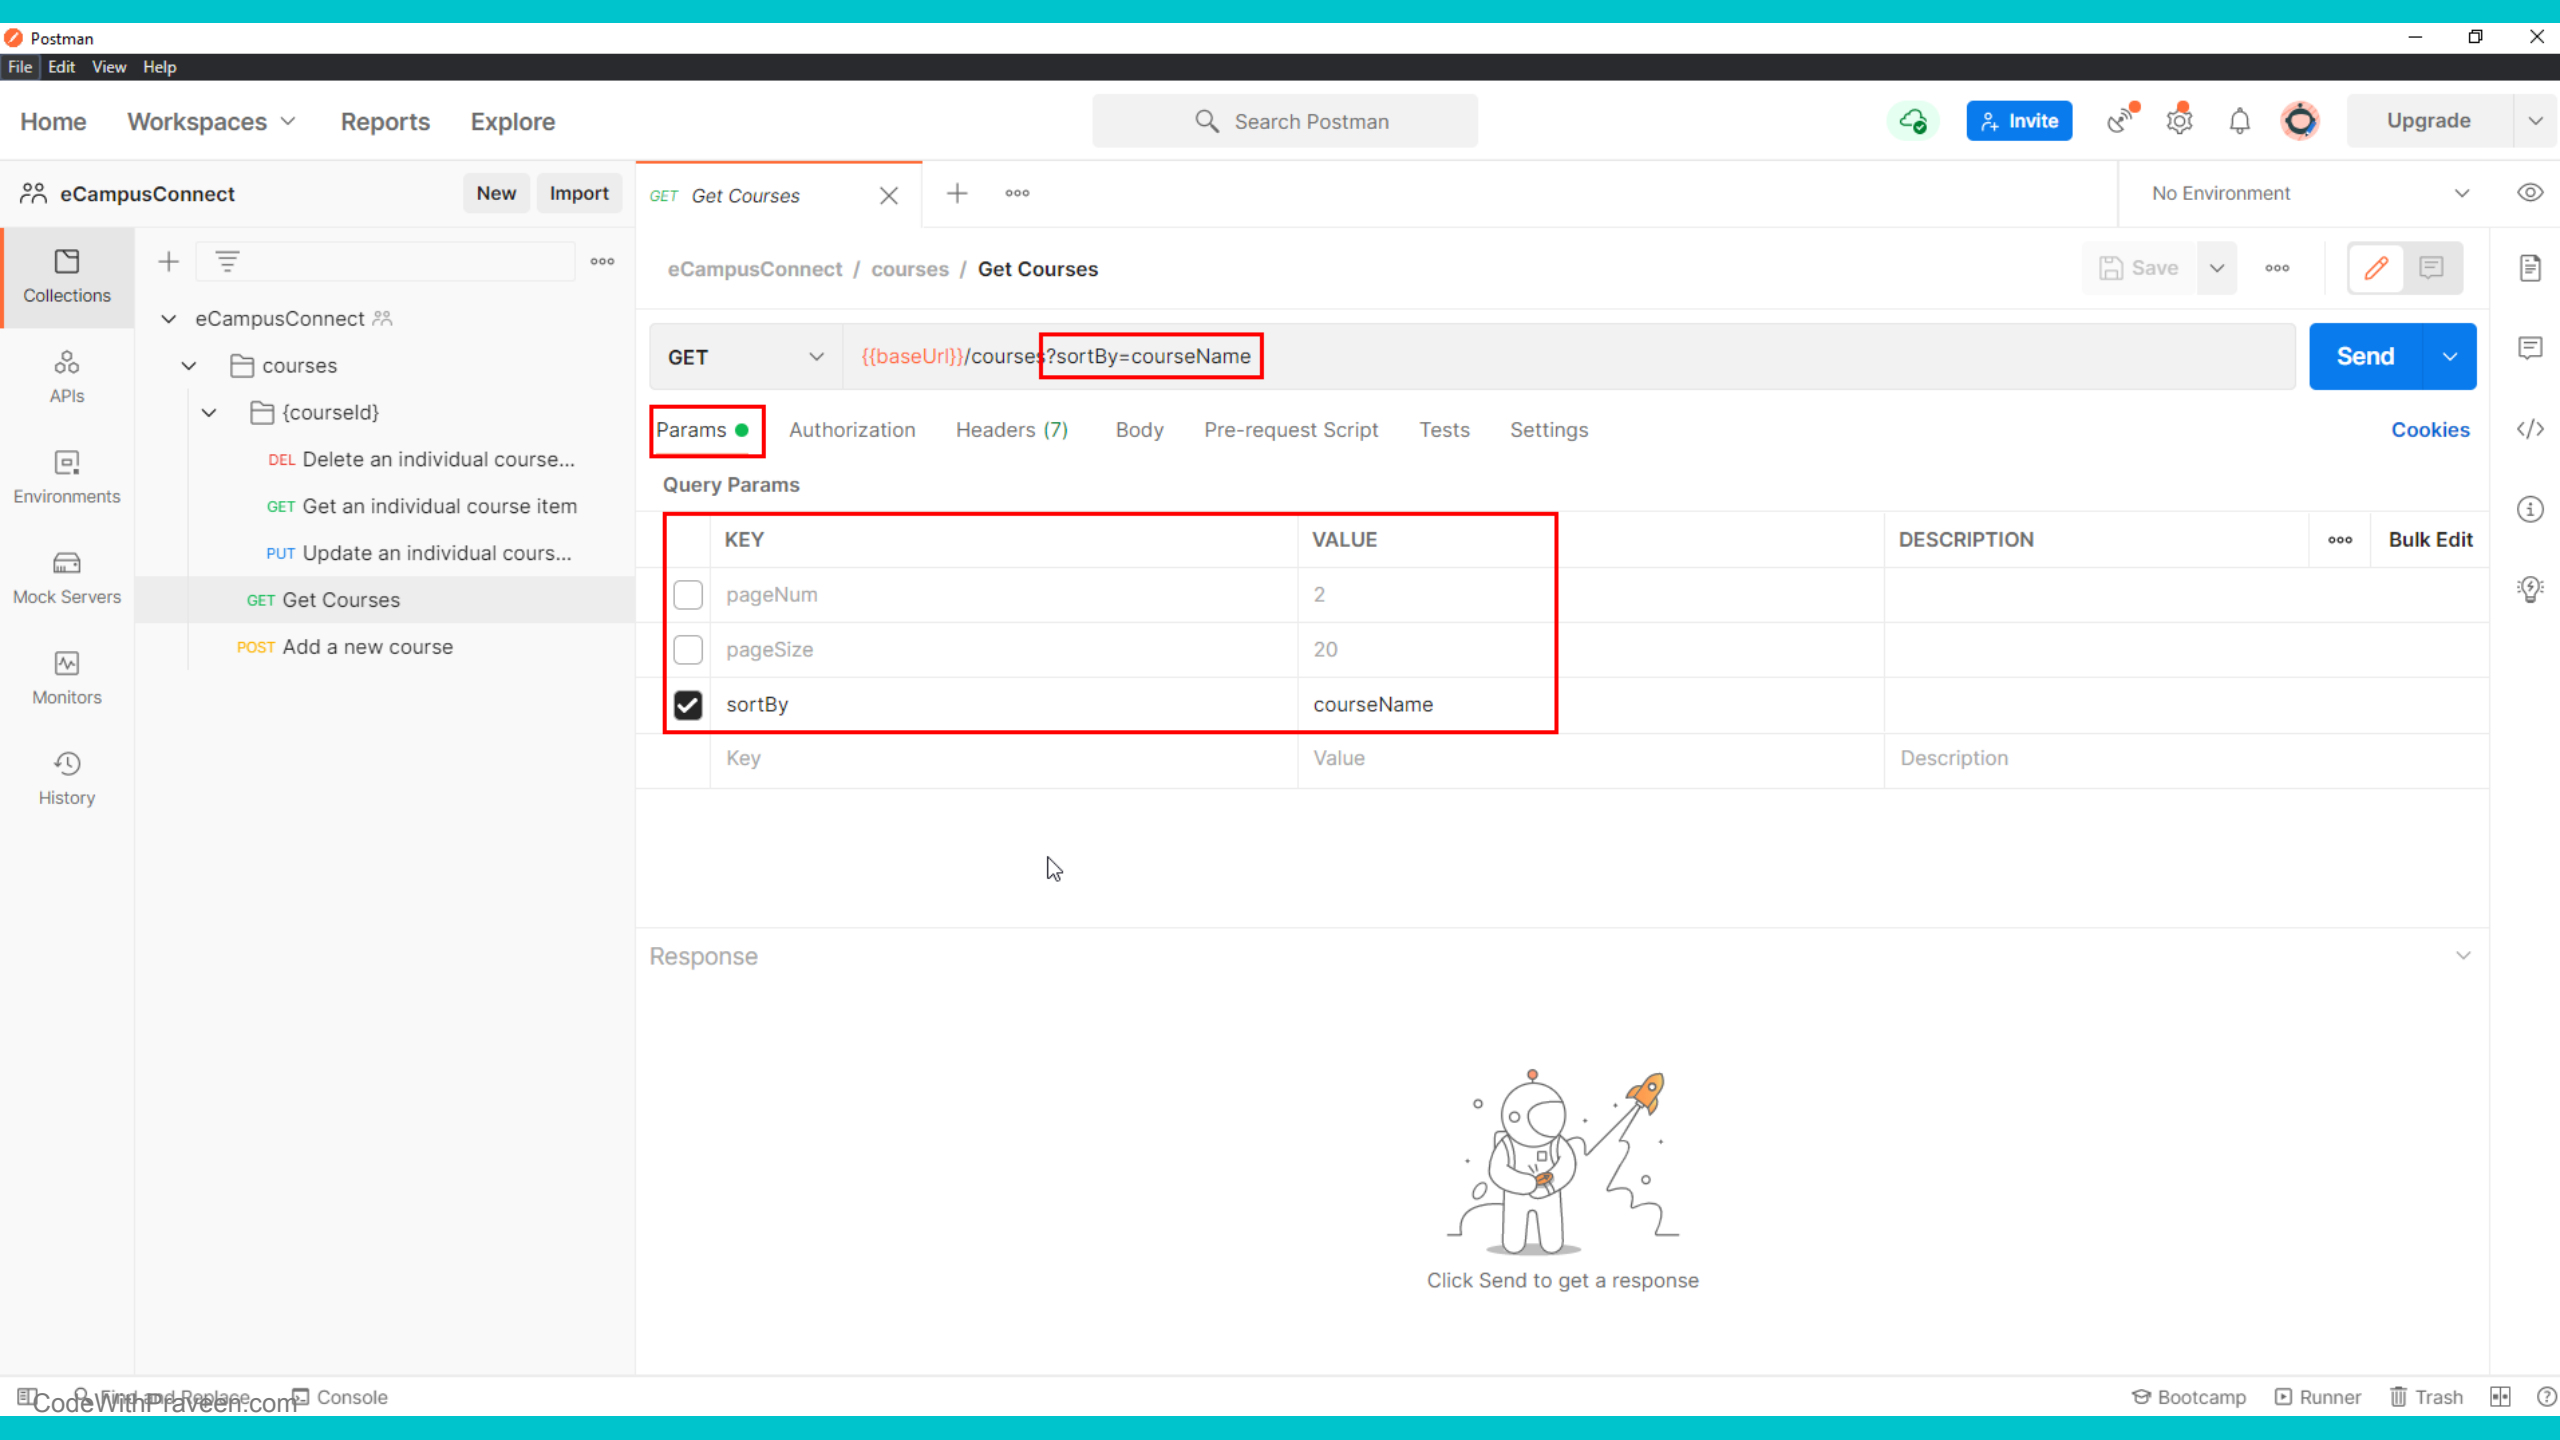 Postman
File Edit View Help
Home Workspaces Reports Explore Search Postman Invite Upgrade
eCampusConnect New Import GET Get Courses No Environment
Collections
APIs
Environments
Mock Servers
Monitors
History
eCampusConnect
courses
{courseId}
DEL Delete an individual course...
GET Get an individual course item
PUT Update an individual cours...
GET Get Courses
POST Add a new course
eCampusConnect / courses / Get Courses Save
GET {{baseUrl}}/courses?sortBy=courseName Send
Params Authorization Headers (7) Body Pre-request Script Tests Settings Cookies
Query Params
KEY VALUE DESCRIPTION Bulk Edit
pageNum 2
pageSize 20
sortBy courseName
Key Value Description
Response
Click Send to get a response
Find and Replace Console Bootcamp Runner Trash
CodeWithPraveen.com